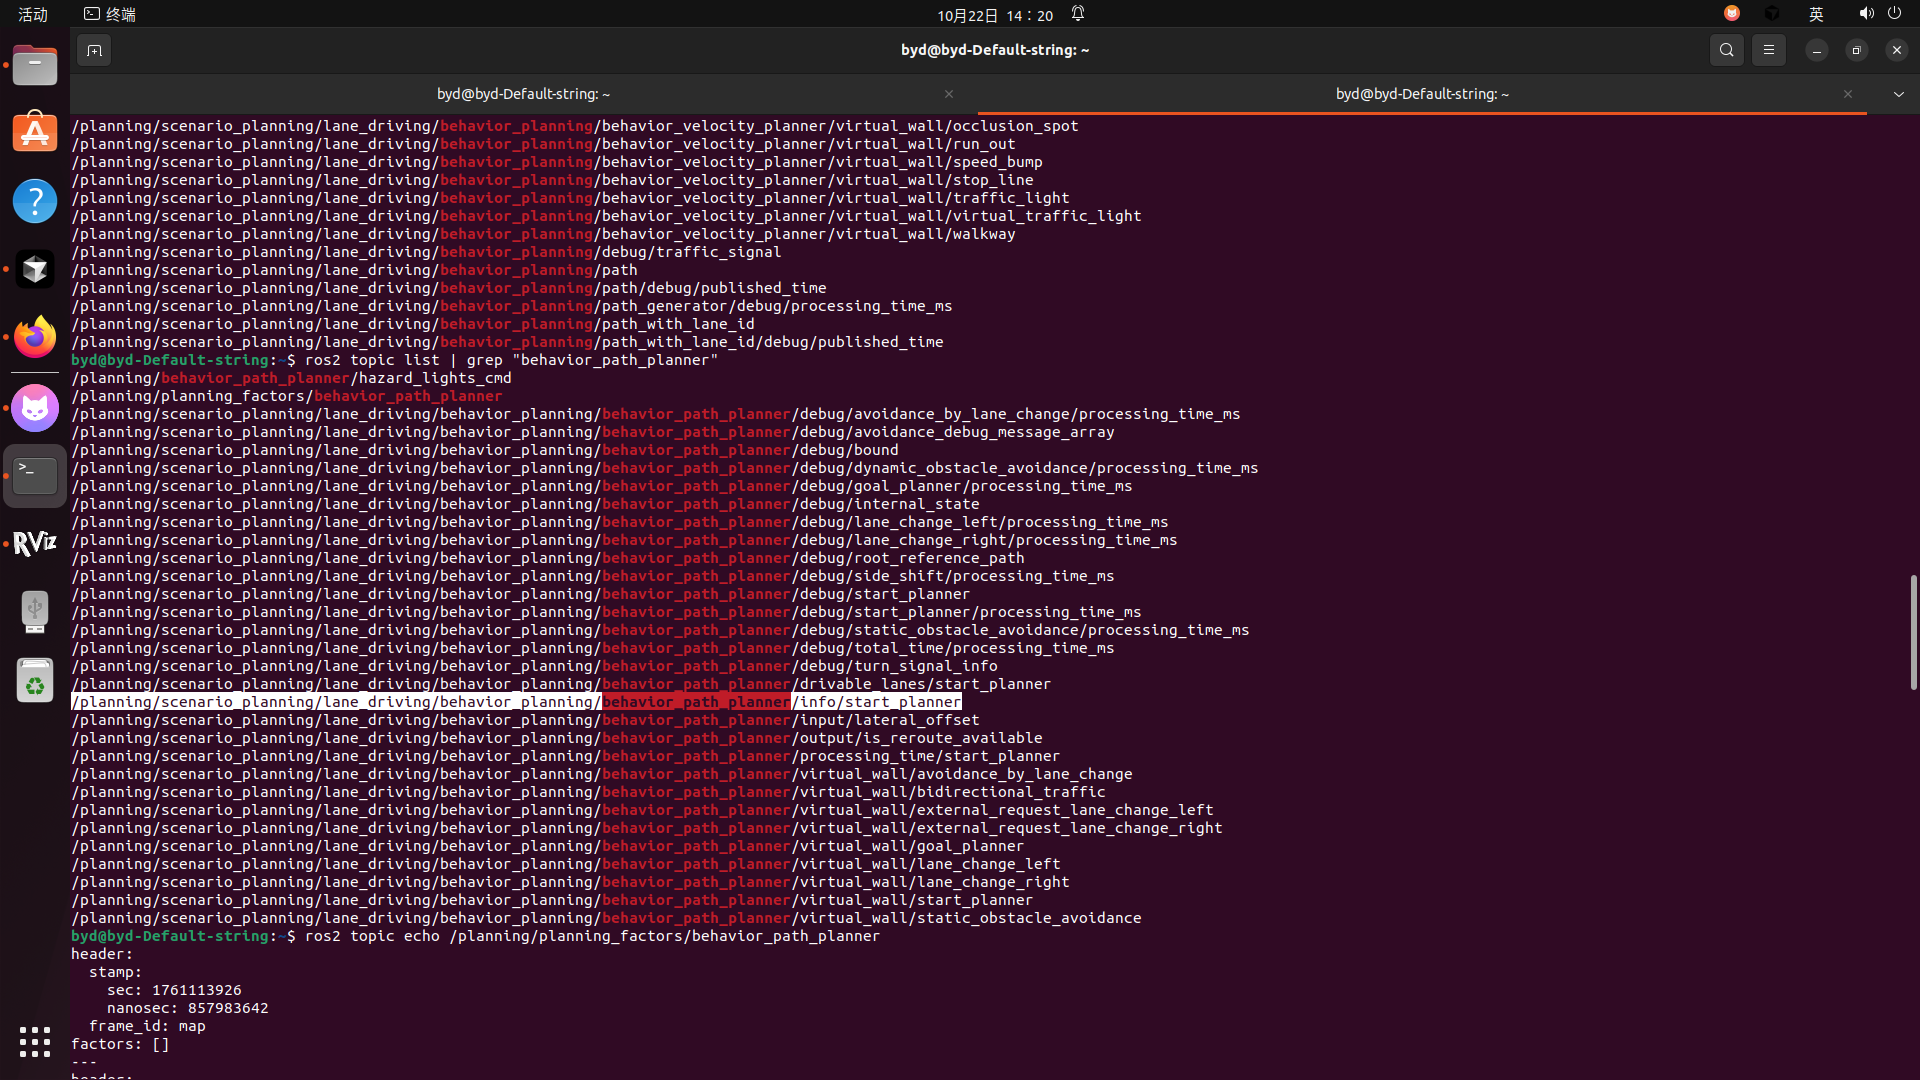 活动
终端
10月22日 14：20
英
byd@byd-Default-string: ~
byd@byd-Default-string: ~
byd@byd-Default-string: ~
/planning/scenario_planning/lane_driving/behavior_planning/behavior_velocity_planner/virtual_wall/occlusion_spot
/planning/scenario_planning/lane_driving/behavior_planning/behavior_velocity_planner/virtual_wall/run_out
/planning/scenario_planning/lane_driving/behavior_planning/behavior_velocity_planner/virtual_wall/speed_bump
/planning/scenario_planning/lane_driving/behavior_planning/behavior_velocity_planner/virtual_wall/stop_line
/planning/scenario_planning/lane_driving/behavior_planning/behavior_velocity_planner/virtual_wall/traffic_light
/planning/scenario_planning/lane_driving/behavior_planning/behavior_velocity_planner/virtual_wall/virtual_traffic_light
/planning/scenario_planning/lane_driving/behavior_planning/behavior_velocity_planner/virtual_wall/walkway
/planning/scenario_planning/lane_driving/behavior_planning/debug/traffic_signal
/planning/scenario_planning/lane_driving/behavior_planning/path
/planning/scenario_planning/lane_driving/behavior_planning/path/debug/published_time
/planning/scenario_planning/lane_driving/behavior_planning/path_generator/debug/processing_time_ms
/planning/scenario_planning/lane_driving/behavior_planning/path_with_lane_id
/planning/scenario_planning/lane_driving/behavior_planning/path_with_lane_id/debug/published_time
byd@byd-Default-string:~$ ros2 topic list | grep "behavior_path_planner"
/planning/behavior_path_planner/hazard_lights_cmd
/planning/planning_factors/behavior_path_planner
/planning/scenario_planning/lane_driving/behavior_planning/behavior_path_planner/debug/avoidance_by_lane_change/processing_time_ms
/planning/scenario_planning/lane_driving/behavior_planning/behavior_path_planner/debug/avoidance_debug_message_array
/planning/scenario_planning/lane_driving/behavior_planning/behavior_path_planner/debug/bound
/planning/scenario_planning/lane_driving/behavior_planning/behavior_path_planner/debug/dynamic_obstacle_avoidance/processing_time_ms
/planning/scenario_planning/lane_driving/behavior_planning/behavior_path_planner/debug/goal_planner/processing_time_ms
/planning/scenario_planning/lane_driving/behavior_planning/behavior_path_planner/debug/internal_state
/planning/scenario_planning/lane_driving/behavior_planning/behavior_path_planner/debug/lane_change_left/processing_time_ms
/planning/scenario_planning/lane_driving/behavior_planning/behavior_path_planner/debug/lane_change_right/processing_time_ms
/planning/scenario_planning/lane_driving/behavior_planning/behavior_path_planner/debug/root_reference_path
/planning/scenario_planning/lane_driving/behavior_planning/behavior_path_planner/debug/side_shift/processing_time_ms
/planning/scenario_planning/lane_driving/behavior_planning/behavior_path_planner/debug/start_planner
/planning/scenario_planning/lane_driving/behavior_planning/behavior_path_planner/debug/start_planner/processing_time_ms
/planning/scenario_planning/lane_driving/behavior_planning/behavior_path_planner/debug/static_obstacle_avoidance/processing_time_ms
/planning/scenario_planning/lane_driving/behavior_planning/behavior_path_planner/debug/total_time/processing_time_ms
/planning/scenario_planning/lane_driving/behavior_planning/behavior_path_planner/debug/turn_signal_info
/planning/scenario_planning/lane_driving/behavior_planning/behavior_path_planner/drivable_lanes/start_planner
/planning/scenario_planning/lane_driving/behavior_planning/behavior_path_planner/info/start_planner
/planning/scenario_planning/lane_driving/behavior_planning/behavior_path_planner/input/lateral_offset
/planning/scenario_planning/lane_driving/behavior_planning/behavior_path_planner/output/is_reroute_available
/planning/scenario_planning/lane_driving/behavior_planning/behavior_path_planner/processing_time/start_planner
/planning/scenario_planning/lane_driving/behavior_planning/behavior_path_planner/virtual_wall/avoidance_by_lane_change
/planning/scenario_planning/lane_driving/behavior_planning/behavior_path_planner/virtual_wall/bidirectional_traffic
/planning/scenario_planning/lane_driving/behavior_planning/behavior_path_planner/virtual_wall/external_request_lane_change_left
/planning/scenario_planning/lane_driving/behavior_planning/behavior_path_planner/virtual_wall/external_request_lane_change_right
/planning/scenario_planning/lane_driving/behavior_planning/behavior_path_planner/virtual_wall/goal_planner
/planning/scenario_planning/lane_driving/behavior_planning/behavior_path_planner/virtual_wall/lane_change_left
/planning/scenario_planning/lane_driving/behavior_planning/behavior_path_planner/virtual_wall/lane_change_right
/planning/scenario_planning/lane_driving/behavior_planning/behavior_path_planner/virtual_wall/start_planner
/planning/scenario_planning/lane_driving/behavior_planning/behavior_path_planner/virtual_wall/static_obstacle_avoidance
byd@byd-Default-string:~$ ros2 topic echo /planning/planning_factors/behavior_path_planner
header:
  stamp:
    sec: 1761113926
    nanosec: 857983642
  frame_id: map
factors: []
---
header:
RViz